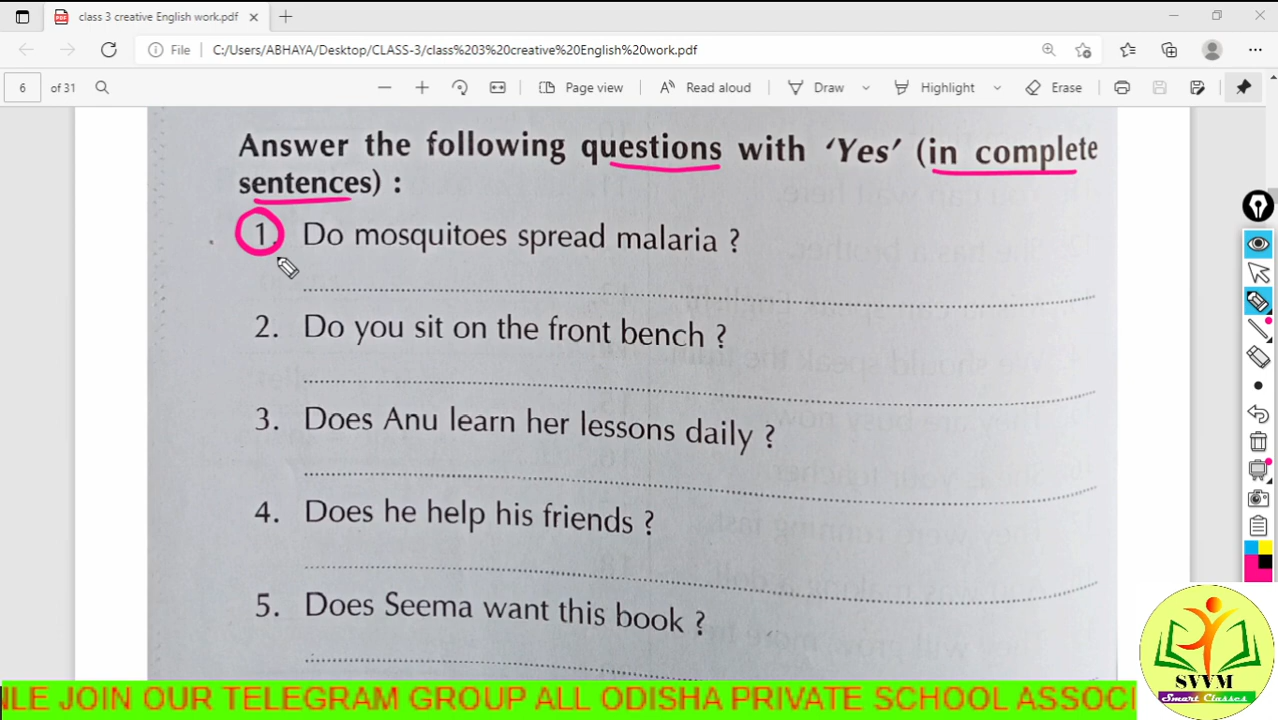 class 3 creative English work.pdf
File C:/Users/ABHAYA/Desktop/CLASS-3/class%203%20creative%20English%20work.pdf
6 of 31 Page view Read aloud Draw Highlight Erase
Answer the following questions with ‘Yes’ (in complete
sentences) :
1. Do mosquitoes spread malaria ?
2. Do you sit on the front bench ?
3. Does Anu learn her lessons daily ?
4. Does he help his friends ?
5. Does Seema want this book ?
SVVM
Smart Classes
NLE JOIN OUR TELEGRAM GROUP ALL ODISHA PRIVATE SCHOOL ASSOC